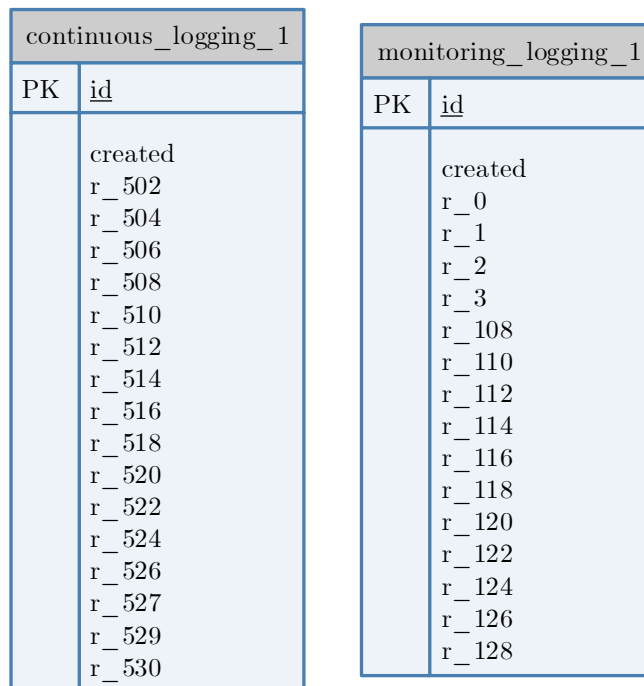 continuous_logging_1
PK id
created
r_502
r_504
r_506
r_508
r_510
r_512
r_514
r_516
r_518
r_520
r_522
r_524
r_526
r_527
r_529
r_530
monitoring_logging_1
PK id
created
r_0
r_1
r_2
r_3
r_108
r_110
r_112
r_114
r_116
r_118
r_120
r_122
r_124
r_126
r_128